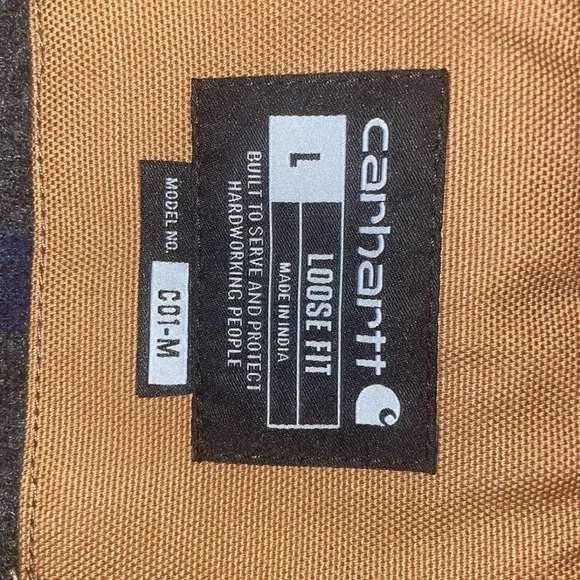 carhartt
L
LOOSE FIT
MADE IN INDIA
BUILT TO SERVE AND PROTECT
HARDWORKING PEOPLE
MODEL NO.
C01-M